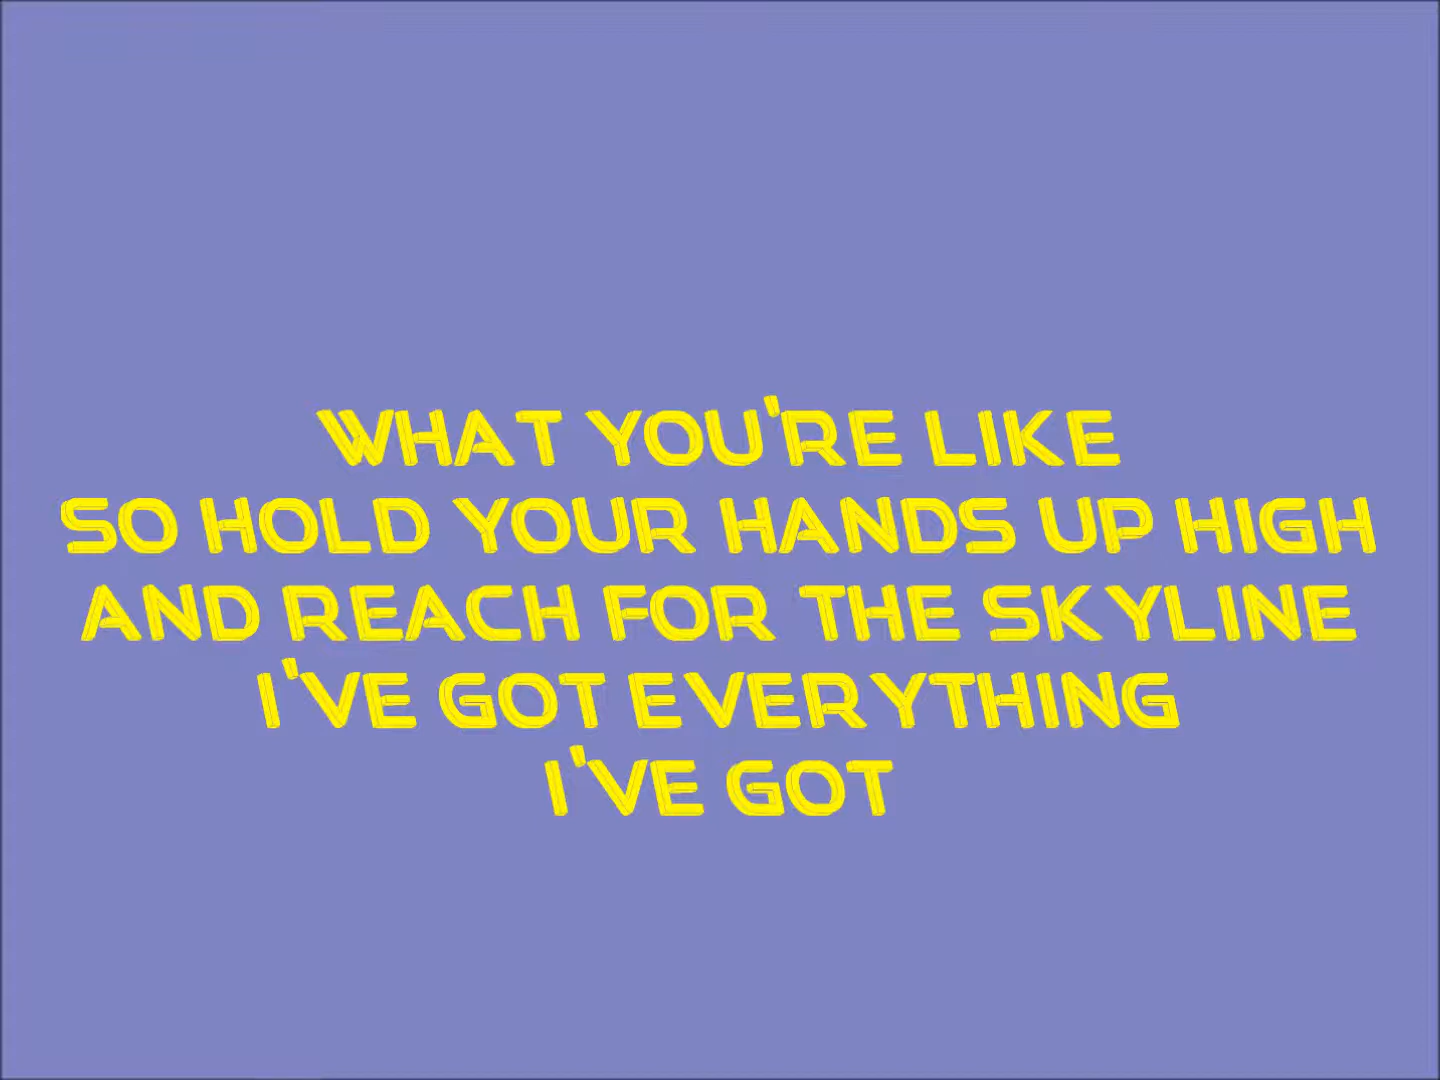 WHAT YOU'RE LIKE
SO HOLD YOUR HANDS UP HIGH
AND REACH FOR THE SKYLINE
I'VE GOT EVERYTHING
I'VE GOT